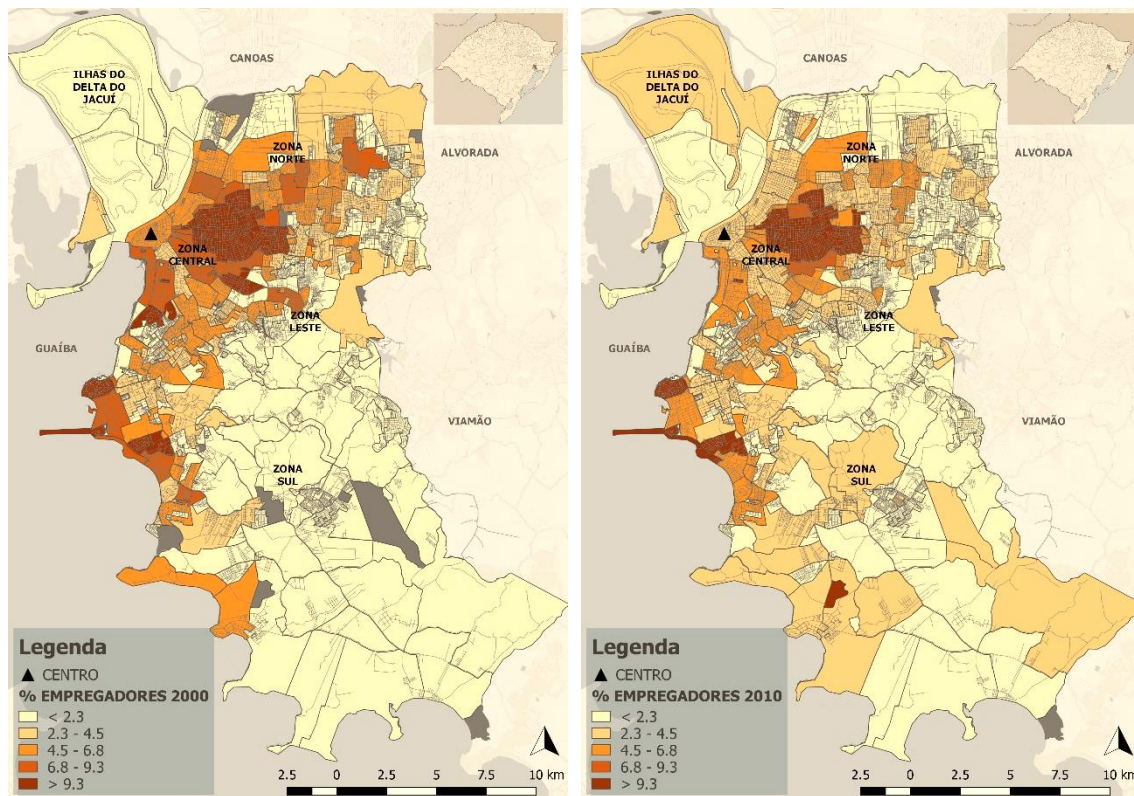 CANOAS
ILHAS DO
DELTA DO
JACUÍ
ZONA
NORTE
ALVORADA
ZONA
CENTRAL
ZONA
LESTE
GUAÍBA
VIAMÃO
ZONA
SUL
Legenda
CENTRO
% EMPREGADORES 2000
< 2.3
2.3 - 4.5
4.5 - 6.8
6.8 - 9.3
> 9.3
2.5 0 2.5 5 7.5 10 km
CANOAS
ILHAS DO
DELTA DO
JACUÍ
ZONA
NORTE
ALVORADA
ZONA
CENTRAL
ZONA
LESTE
GUAÍBA
VIAMÃO
ZONA
SUL
Legenda
CENTRO
% EMPREGADORES 2010
< 2.3
2.3 - 4.5
4.5 - 6.8
6.8 - 9.3
> 9.3
2.5 0 2.5 5 7.5 10 km